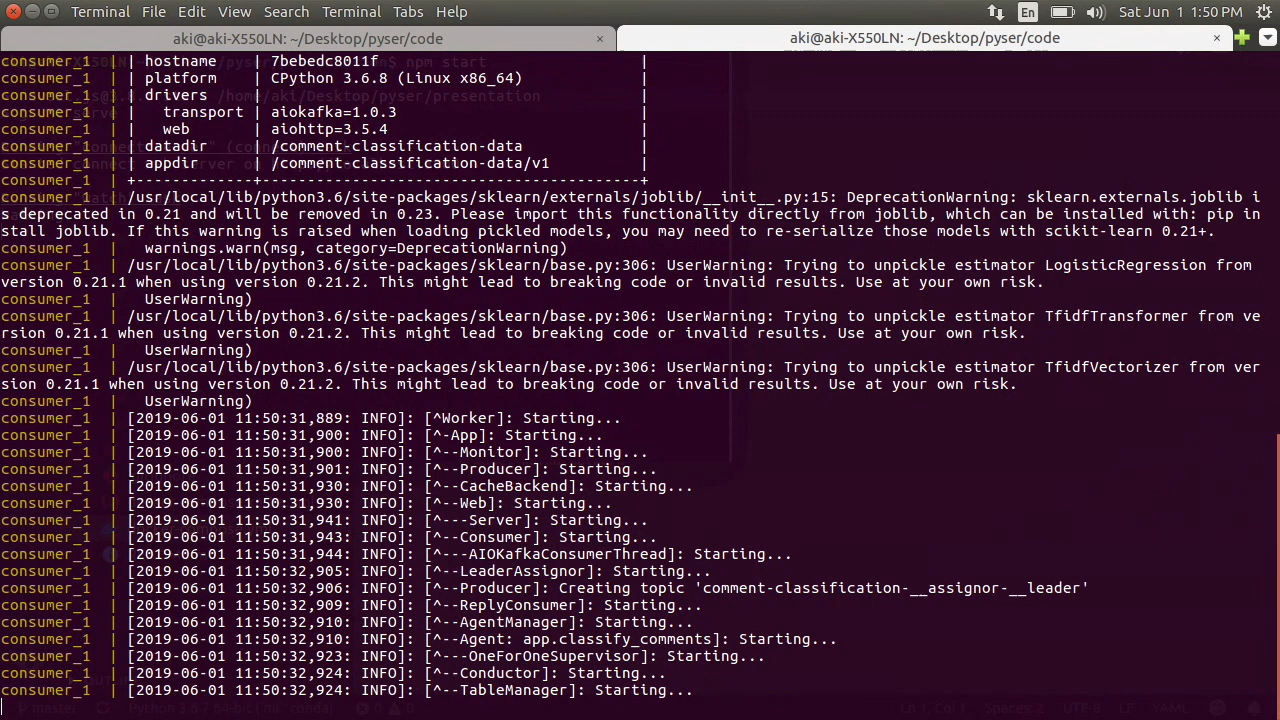 Terminal File Edit View Search Terminal Tabs Help En Sat Jun 1 1:50 PM
aki@aki-X550LN: ~/Desktop/pyser/code × aki@aki-X550LN: ~/Desktop/pyser/code ×
consumer_1 | | hostname | 7bebedc8011f |
consumer_1 | | platform | CPython 3.6.8 (Linux x86_64) |
consumer_1 | | drivers | |
consumer_1 | | transport | aiokafka=1.0.3 |
consumer_1 | | web | aiohttp=3.5.4 |
consumer_1 | | datadir | /comment-classification-data |
consumer_1 | | appdir | /comment-classification-data/v1 |
consumer_1 | +-------------+------------------------------------------+
consumer_1 | /usr/local/lib/python3.6/site-packages/sklearn/externals/joblib/__init__.py:15: DeprecationWarning: sklearn.externals.joblib i
s deprecated in 0.21 and will be removed in 0.23. Please import this functionality directly from joblib, which can be installed with: pip in
stall joblib. If this warning is raised when loading pickled models, you may need to re-serialize those models with scikit-learn 0.21+.
consumer_1 | warnings.warn(msg, category=DeprecationWarning)
consumer_1 | /usr/local/lib/python3.6/site-packages/sklearn/base.py:306: UserWarning: Trying to unpickle estimator LogisticRegression from
version 0.21.1 when using version 0.21.2. This might lead to breaking code or invalid results. Use at your own risk.
consumer_1 | UserWarning)
consumer_1 | /usr/local/lib/python3.6/site-packages/sklearn/base.py:306: UserWarning: Trying to unpickle estimator TfidfTransformer from ve
rsion 0.21.1 when using version 0.21.2. This might lead to breaking code or invalid results. Use at your own risk.
consumer_1 | UserWarning)
consumer_1 | /usr/local/lib/python3.6/site-packages/sklearn/base.py:306: UserWarning: Trying to unpickle estimator TfidfVectorizer from ver
sion 0.21.1 when using version 0.21.2. This might lead to breaking code or invalid results. Use at your own risk.
consumer_1 | UserWarning)
consumer_1 | [2019-06-01 11:50:31,889: INFO]: [^Worker]: Starting...
consumer_1 | [2019-06-01 11:50:31,900: INFO]: [^-App]: Starting...
consumer_1 | [2019-06-01 11:50:31,900: INFO]: [^--Monitor]: Starting...
consumer_1 | [2019-06-01 11:50:31,901: INFO]: [^--Producer]: Starting...
consumer_1 | [2019-06-01 11:50:31,930: INFO]: [^--CacheBackend]: Starting...
consumer_1 | [2019-06-01 11:50:31,930: INFO]: [^--Web]: Starting...
consumer_1 | [2019-06-01 11:50:31,941: INFO]: [^---Server]: Starting...
consumer_1 | [2019-06-01 11:50:31,943: INFO]: [^--Consumer]: Starting...
consumer_1 | [2019-06-01 11:50:31,944: INFO]: [^---AIOKafkaConsumerThread]: Starting...
consumer_1 | [2019-06-01 11:50:32,905: INFO]: [^--LeaderAssignor]: Starting...
consumer_1 | [2019-06-01 11:50:32,906: INFO]: [^--Producer]: Creating topic 'comment-classification-__assignor-__leader'
consumer_1 | [2019-06-01 11:50:32,909: INFO]: [^--ReplyConsumer]: Starting...
consumer_1 | [2019-06-01 11:50:32,910: INFO]: [^--AgentManager]: Starting...
consumer_1 | [2019-06-01 11:50:32,910: INFO]: [^--Agent: app.classify_comments]: Starting...
consumer_1 | [2019-06-01 11:50:32,923: INFO]: [^---OneForOneSupervisor]: Starting...
consumer_1 | [2019-06-01 11:50:32,924: INFO]: [^--Conductor]: Starting...
consumer_1 | [2019-06-01 11:50:32,924: INFO]: [^--TableManager]: Starting...